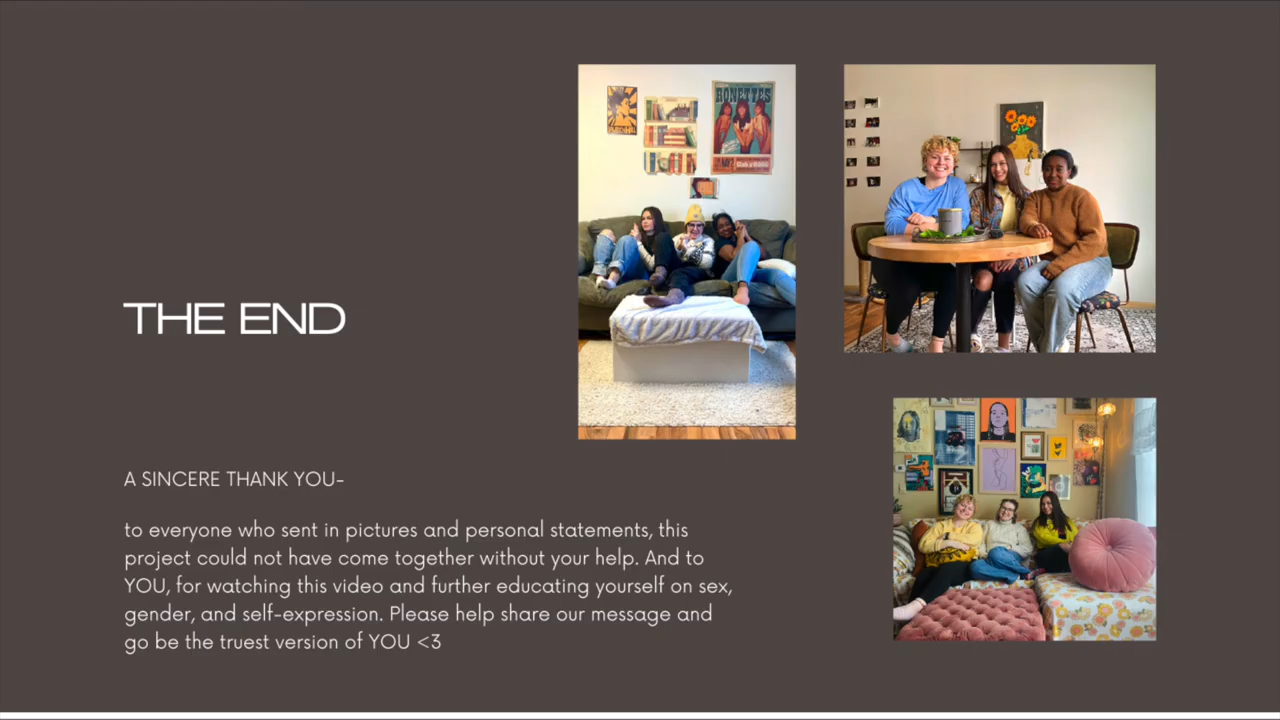 THE END
A SINCERE THANK YOU-
to everyone who sent in pictures and personal statements, this
project could not have come together without your help. And to
YOU, for watching this video and further educating yourself on sex,
gender, and self-expression. Please help share our message and
go be the truest version of YOU <3
RONETTES